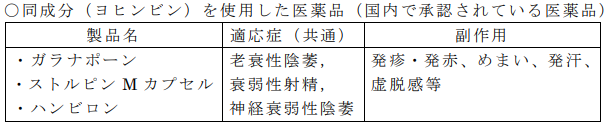 ○同成分（ヨヒンビン）を使用した医薬品（国内で承認されている医薬品）
製品名 適応症（共通） 副作用
・ガラナポーン
・ストルピン M カプセル
・ハンビロン
老衰性陰萎,
衰弱性射精,
神経衰弱性陰萎
発疹・発赤、めまい、発汗、
虚脱感等